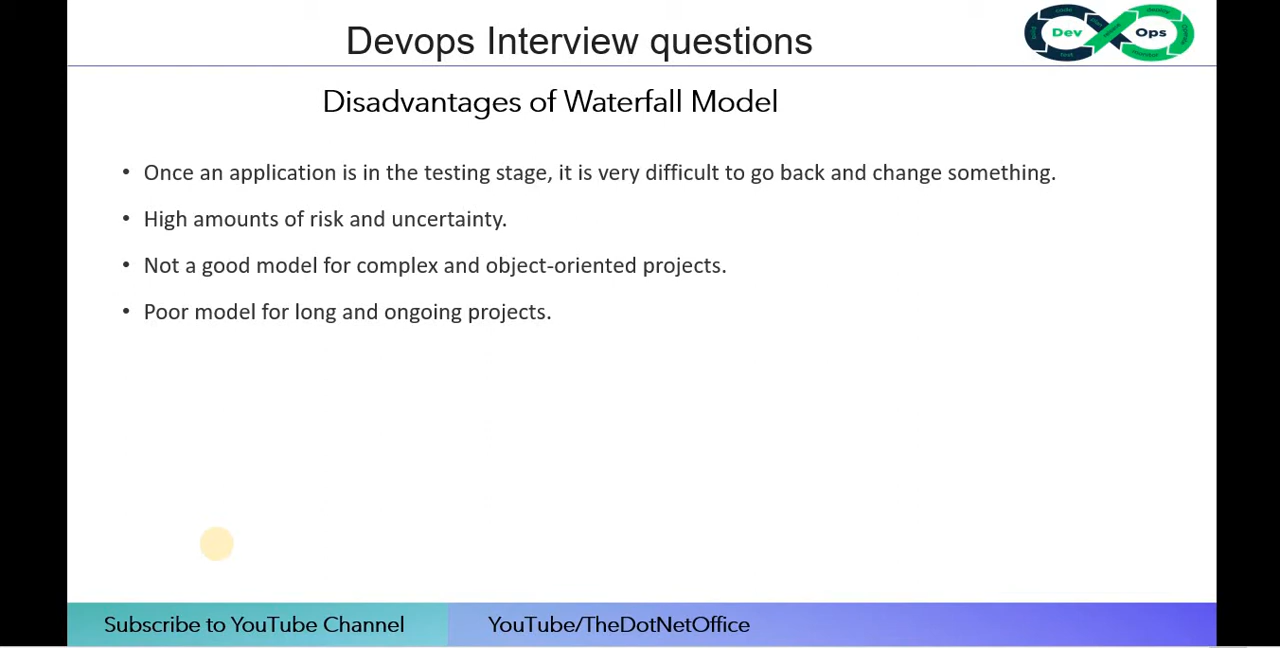 Devops Interview questions
Dev Ops
Disadvantages of Waterfall Model
• Once an application is in the testing stage, it is very difficult to go back and change something.
• High amounts of risk and uncertainty.
• Not a good model for complex and object-oriented projects.
• Poor model for long and ongoing projects.
Subscribe to YouTube Channel YouTube/TheDotNetOffice